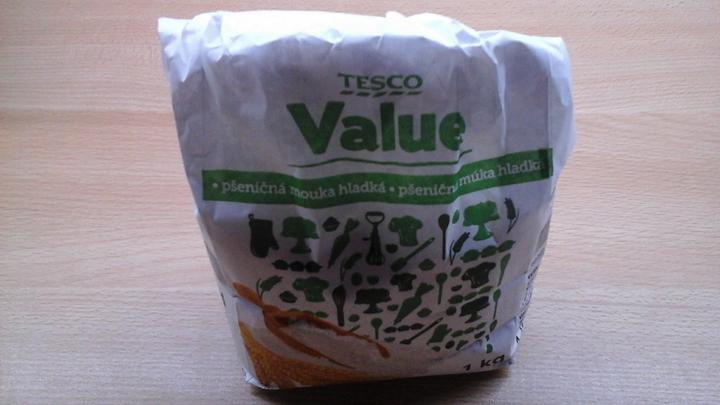 TESCO
Value
• pšeničná mouka hladká • pšeničná múka hladká
1 kg